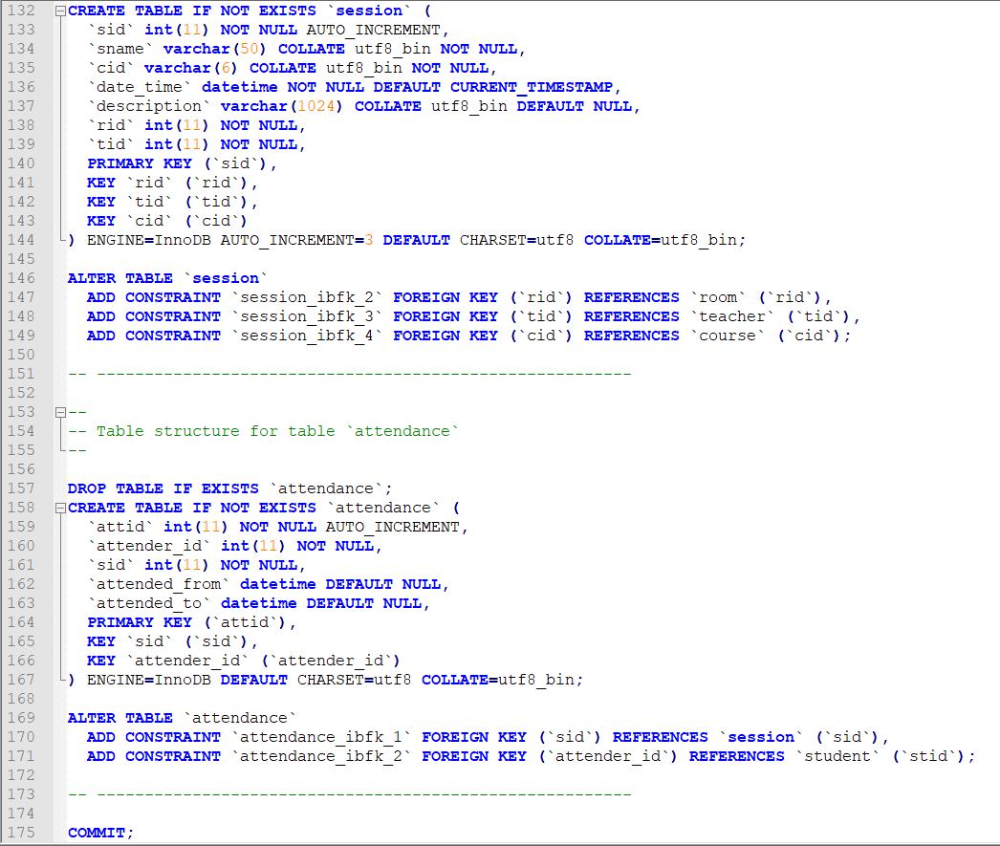 132 CREATE TABLE IF NOT EXISTS `session` (
133 `sid` int(11) NOT NULL AUTO_INCREMENT,
134 `sname` varchar(50) COLLATE utf8_bin NOT NULL,
135 `cid` varchar(6) COLLATE utf8_bin NOT NULL,
136 `date_time` datetime NOT NULL DEFAULT CURRENT_TIMESTAMP,
137 `description` varchar(1024) COLLATE utf8_bin DEFAULT NULL,
138 `rid` int(11) NOT NULL,
139 `tid` int(11) NOT NULL,
140 PRIMARY KEY (`sid`),
141 KEY `rid` (`rid`),
142 KEY `tid` (`tid`),
143 KEY `cid` (`cid`)
144 ) ENGINE=InnoDB AUTO_INCREMENT=3 DEFAULT CHARSET=utf8 COLLATE=utf8_bin;
145
146 ALTER TABLE `session`
147 ADD CONSTRAINT `session_ibfk_2` FOREIGN KEY (`rid`) REFERENCES `room` (`rid`),
148 ADD CONSTRAINT `session_ibfk_3` FOREIGN KEY (`tid`) REFERENCES `teacher` (`tid`),
149 ADD CONSTRAINT `session_ibfk_4` FOREIGN KEY (`cid`) REFERENCES `course` (`cid`);
150
151 -- --------------------------------------------------------
152
153 --
154 -- Table structure for table `attendance`
155 --
156
157 DROP TABLE IF EXISTS `attendance`;
158 CREATE TABLE IF NOT EXISTS `attendance` (
159 `attid` int(11) NOT NULL AUTO_INCREMENT,
160 `attender_id` int(11) NOT NULL,
161 `sid` int(11) NOT NULL,
162 `attended_from` datetime DEFAULT NULL,
163 `attended_to` datetime DEFAULT NULL,
164 PRIMARY KEY (`attid`),
165 KEY `sid` (`sid`),
166 KEY `attender_id` (`attender_id`)
167 ) ENGINE=InnoDB DEFAULT CHARSET=utf8 COLLATE=utf8_bin;
168
169 ALTER TABLE `attendance`
170 ADD CONSTRAINT `attendance_ibfk_1` FOREIGN KEY (`sid`) REFERENCES `session` (`sid`),
171 ADD CONSTRAINT `attendance_ibfk_2` FOREIGN KEY (`attender_id`) REFERENCES `student` (`stid`);
172
173 -- --------------------------------------------------------
174
175 COMMIT;